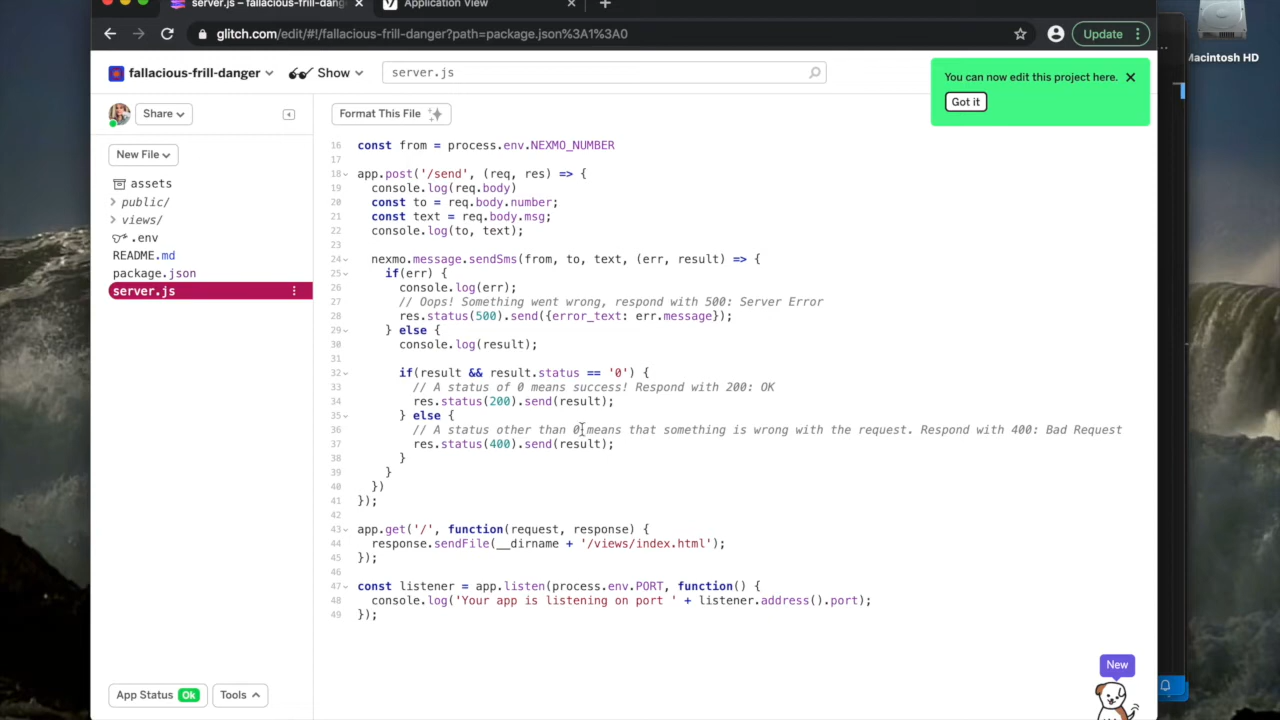 server.js – fallacious-frill-dang
Application View
glitch.com/edit/#!/fallacious-frill-danger?path=package.json%3A1%3A0
Update
Macintosh HD
fallacious-frill-danger
Show
server.js
You can now edit this project here.
Got it
Share
Format This File
New File
assets
public/
views/
.env
README.md
package.json
server.js
16 const from = process.env.NEXMO_NUMBER
17
18 app.post('/send', (req, res) => {
19 console.log(req.body)
20 const to = req.body.number;
21 const text = req.body.msg;
22 console.log(to, text);
23
24 nexmo.message.sendSms(from, to, text, (err, result) => {
25 if(err) {
26 console.log(err);
27 // Oops! Something went wrong, respond with 500: Server Error
28 res.status(500).send({error_text: err.message});
29 } else {
30 console.log(result);
31
32 if(result && result.status == '0') {
33 // A status of 0 means success! Respond with 200: OK
34 res.status(200).send(result);
35 } else {
36 // A status other than 0 means that something is wrong with the request. Respond with 400: Bad Request
37 res.status(400).send(result);
38 }
39 }
40 })
41 });
42
43 app.get('/', function(request, response) {
44 response.sendFile(__dirname + '/views/index.html');
45 });
46
47 const listener = app.listen(process.env.PORT, function() {
48 console.log('Your app is listening on port ' + listener.address().port);
49 });
New
App Status Ok
Tools